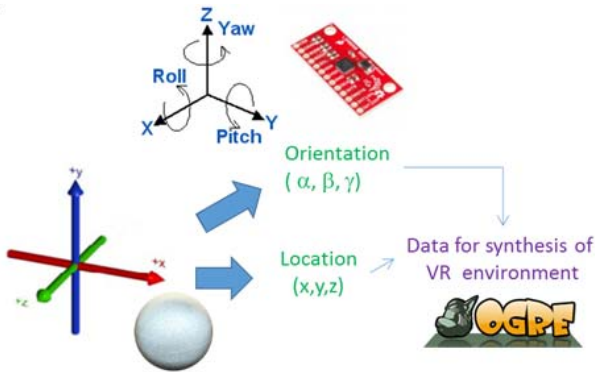 Z
Yaw
Roll
X
Y
Pitch
Orientation
( α, β, γ)
+y
+x
+z
Location
(x,y,z)
Data for synthesis of
VR environment
OGRE